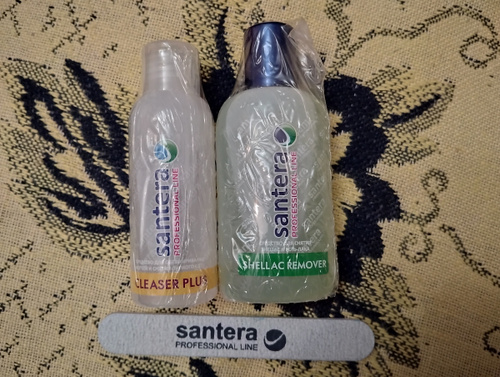 santera
PROFESSIONAL LINE
CLEASER PLUS
santera
PROFESSIONAL LINE
SHELLAC REMOVER
santera
PROFESSIONAL LINE